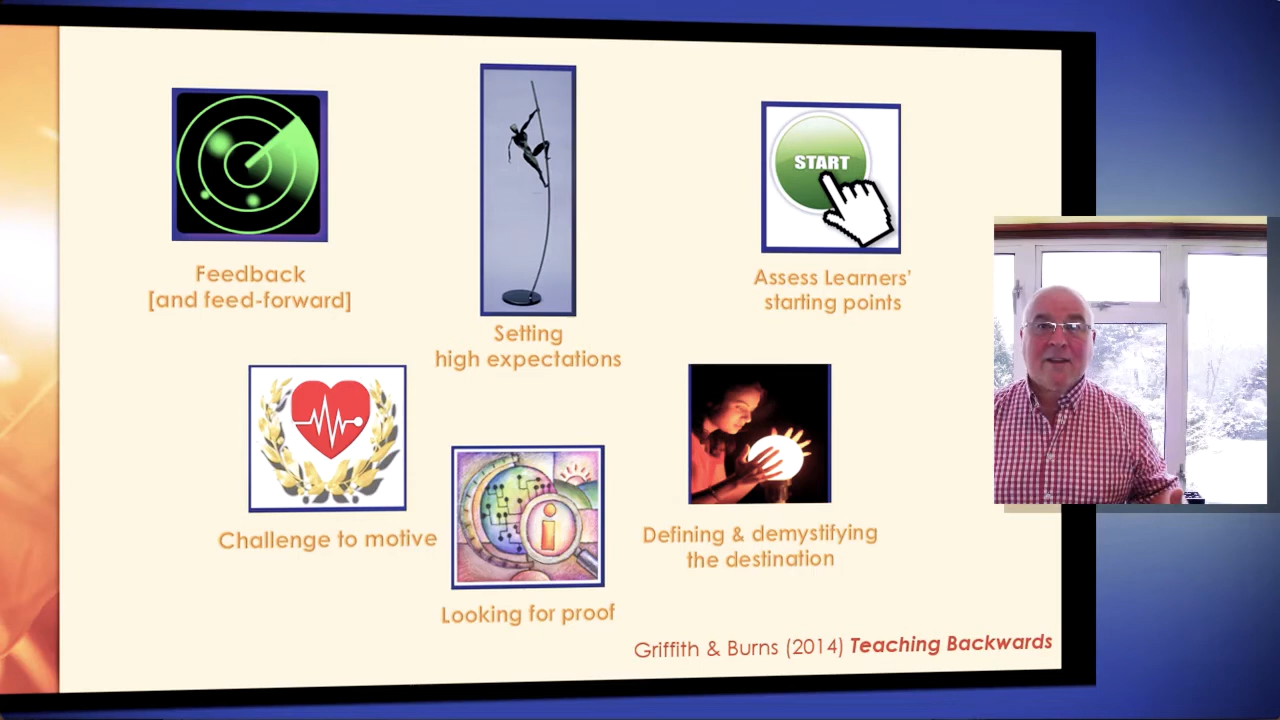 START
Feedback
[and feed-forward]
Setting
high expectations
Assess Learners'
starting points
Challenge to motive
i
Looking for proof
Defining & demystifying
the destination
Griffith & Burns (2014) Teaching Backwards